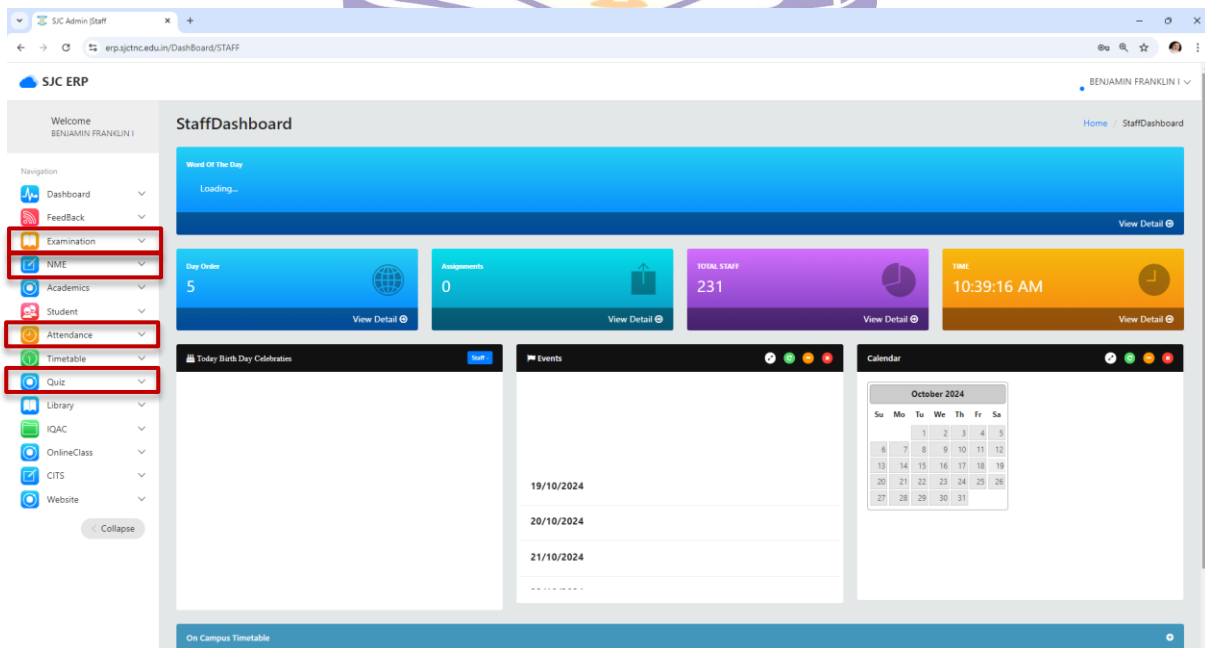 SJC Admin |Staff
erp.sjctnc.edu.in/DashBoard/STAFF
SJC ERP
BENJAMIN FRANKLIN I
Welcome
BENJAMIN FRANKLIN I
StaffDashboard
Home / StaffDashboard
Navigation
Dashboard
FeedBack
Examination
NME
Academics
Student
Attendance
Timetable
Quiz
Library
IQAC
OnlineClass
CITS
Website
< Collapse
Word Of The Day
Loading...
View Detail
Day Order
5
View Detail
Assignments
0
View Detail
TOTAL STAFF
231
View Detail
TIME
10:39:16 AM
View Detail
Today Birth Day Celebraties
Staff -
Events
19/10/2024
20/10/2024
21/10/2024
Calendar
October 2024
Su Mo Tu We Th Fr Sa
1 2 3 4 5
6 7 8 9 10 11 12
13 14 15 16 17 18 19
20 21 22 23 24 25 26
27 28 29 30 31
On Campus Timetable